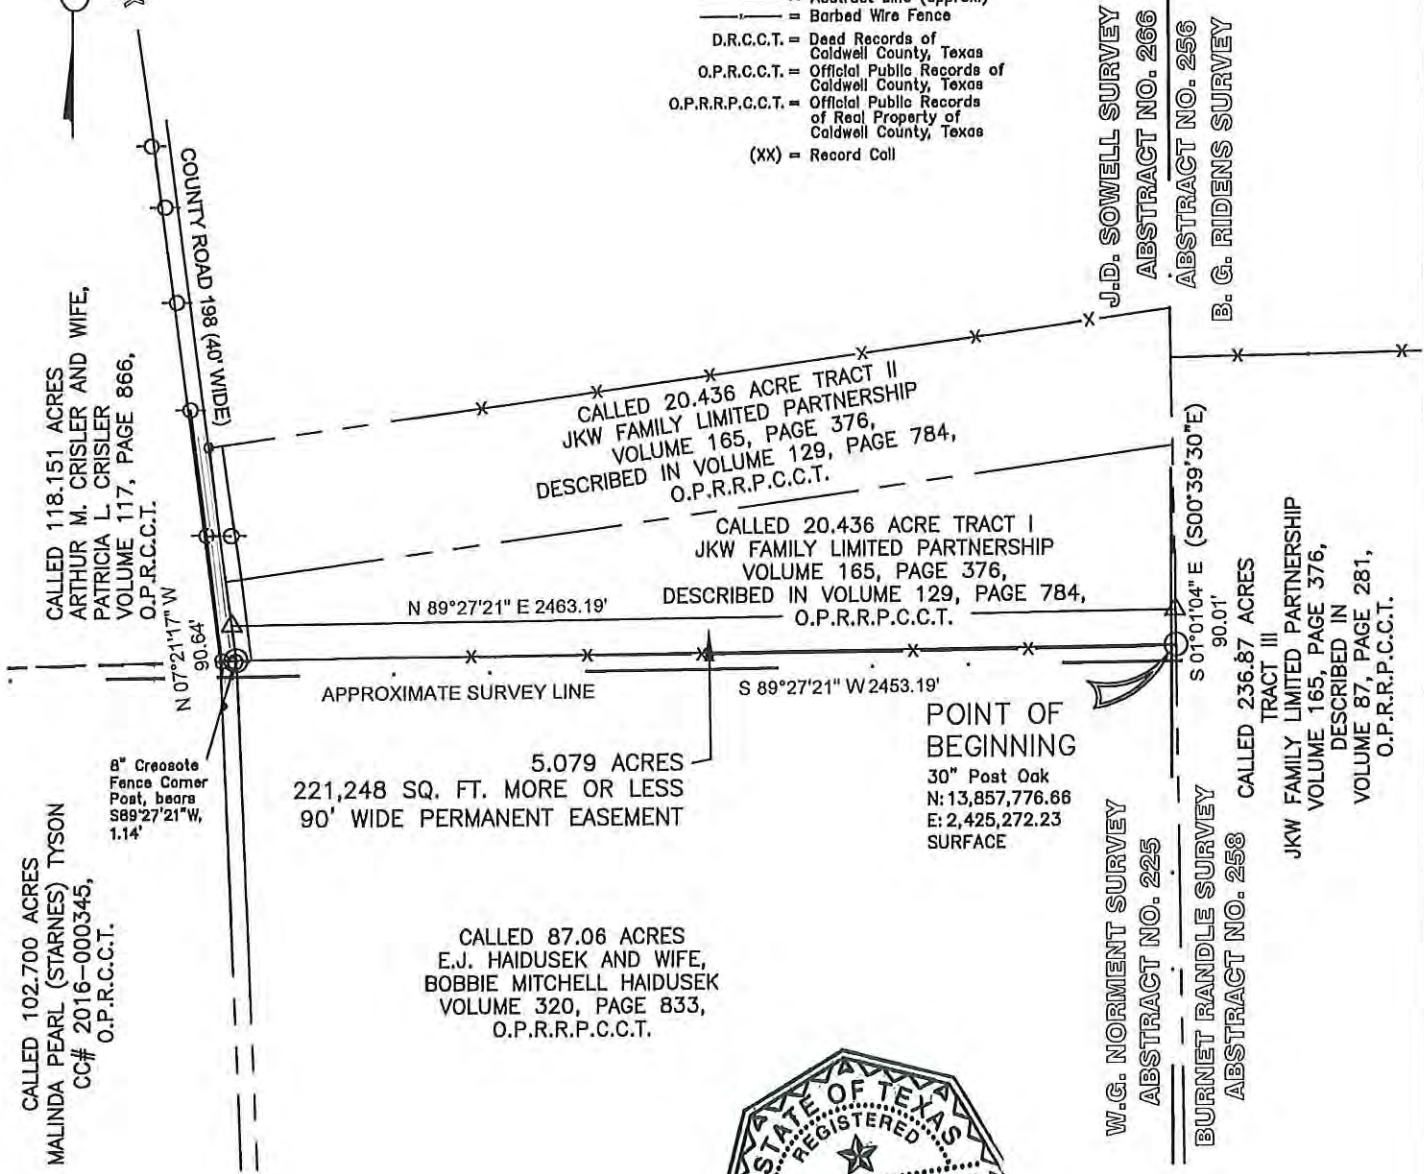 = Barbed Wire Fence
D.R.C.C.T. = Deed Records of
Caldwell County, Texas
O.P.R.C.C.T. = Official Public Records of
Caldwell County, Texas
O.P.R.R.P.C.C.T. = Official Public Records
of Real Property of
Caldwell County, Texas
(XX) = Record Call
J.D. SOWELL SURVEY
ABSTRACT NO. 266
ABSTRACT NO. 256
B. G. RIDENS SURVEY
COUNTY ROAD 198 (40' WIDE)
CALLED 118.151 ACRES
ARTHUR M. CRISLER AND WIFE,
PATRICIA L. CRISLER
VOLUME 117, PAGE 866,
O.P.R.C.C.T.
CALLED 20.436 ACRE TRACT II
JKW FAMILY LIMITED PARTNERSHIP
VOLUME 165, PAGE 376,
DESCRIBED IN VOLUME 129, PAGE 784,
O.P.R.R.P.C.C.T.
CALLED 20.436 ACRE TRACT I
JKW FAMILY LIMITED PARTNERSHIP
VOLUME 165, PAGE 376,
DESCRIBED IN VOLUME 129, PAGE 784,
O.P.R.R.P.C.C.T.
N 89°27'21" E 2463.19'
N 07°21'17" W
90.64'
S 01°01'04" E (S00°39'30"E)
90.01'
CALLED 236.87 ACRES
TRACT III
JKW FAMILY LIMITED PARTNERSHIP
VOLUME 165, PAGE 376,
DESCRIBED IN
VOLUME 87, PAGE 281,
O.P.R.R.P.C.C.T.
APPROXIMATE SURVEY LINE
S 89°27'21" W 2453.19'
POINT OF
BEGINNING
30" Post Oak
N:13,857,776.66
E:2,425,272.23
SURFACE
8" Creosote
Fence Corner
Post, bears
S89°27'21"W,
1.14'
5.079 ACRES
221,248 SQ. FT. MORE OR LESS
90' WIDE PERMANENT EASEMENT
CALLED 102.700 ACRES
MALINDA PEARL (STARNES) TYSON
CC# 2016-000345,
O.P.R.C.C.T.
CALLED 87.06 ACRES
E.J. HAIDUSEK AND WIFE,
BOBBIE MITCHELL HAIDUSEK
VOLUME 320, PAGE 833,
O.P.R.R.P.C.C.T.
W.G. NORMENT SURVEY
ABSTRACT NO. 225
BURNET RANDLE SURVEY
ABSTRACT NO. 258
STATE OF TEXAS
REGISTERED